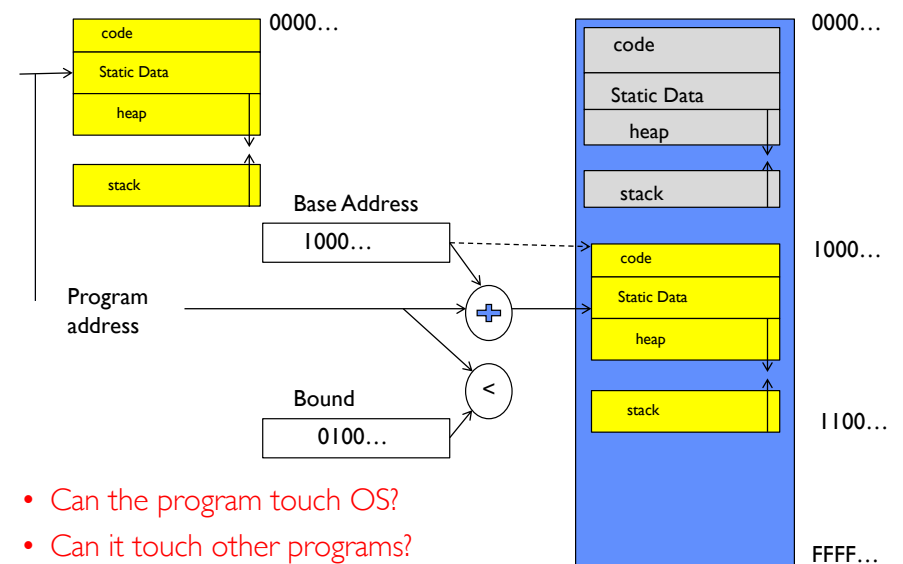 code
0000…
Static Data
heap
stack
Base Address
1000…
Program
address
+
<
Bound
0100…
0000…
code
Static Data
heap
stack
1000…
code
Static Data
heap
stack
1100…
FFFF…
• Can the program touch OS?
• Can it touch other programs?